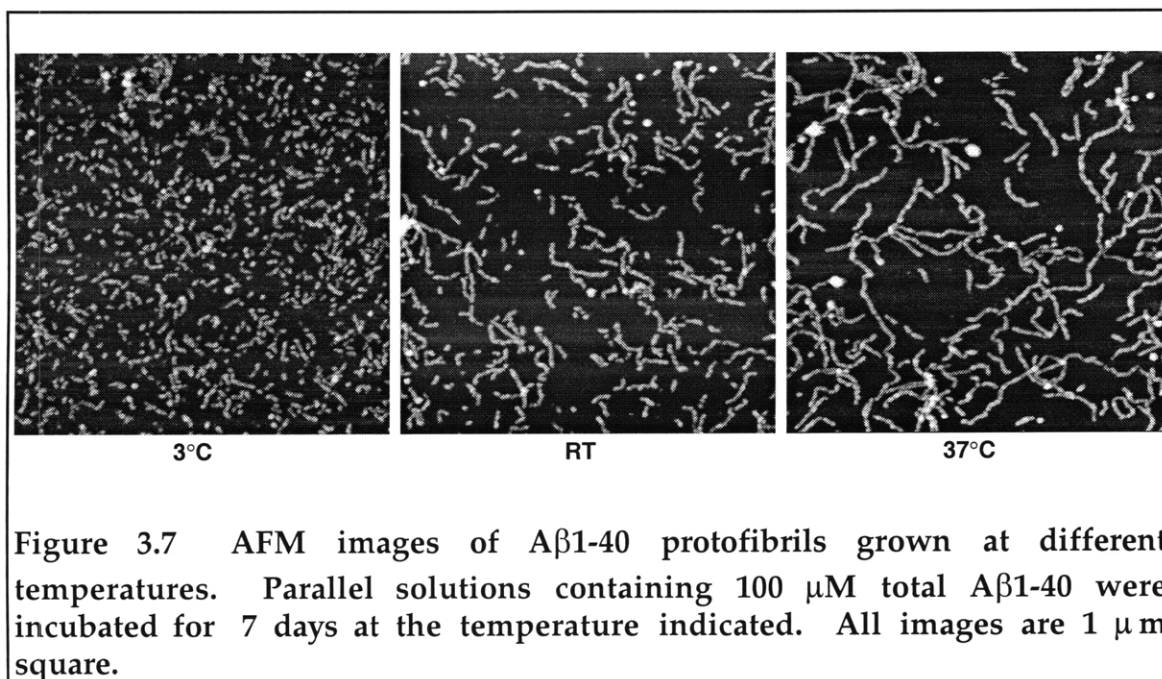 3°C
RT
37°C
Figure 3.7 AFM images of Aβ1-40 protofibrils grown at different
temperatures. Parallel solutions containing 100 μM total Aβ1-40 were
incubated for 7 days at the temperature indicated. All images are 1 μm
square.